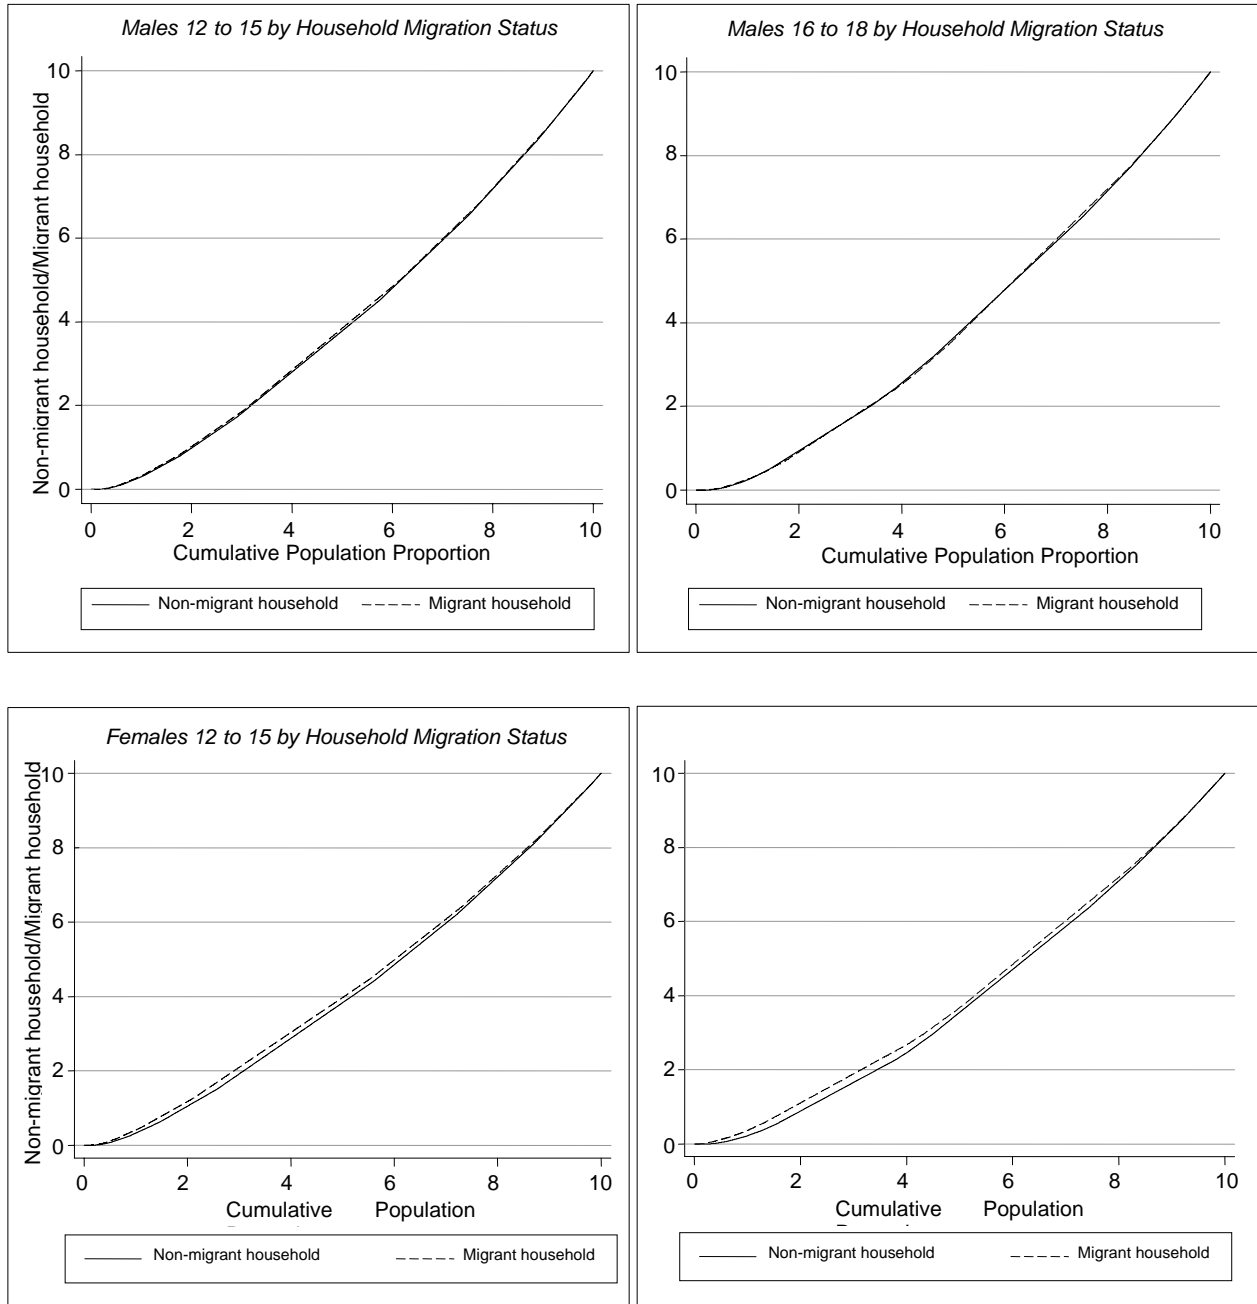 Males 12 to 15 by Household Migration Status
Non-migrant household/Migrant household
10
8
6
4
2
0
0 2 4 6 8 10
Cumulative Population Proportion
Non-migrant household Migrant household
Males 16 to 18 by Household Migration Status
10
8
6
4
2
0
0 2 4 6 8 10
Cumulative Population Proportion
Non-migrant household Migrant household
Females 12 to 15 by Household Migration Status
Non-migrant household/Migrant household
10
8
6
4
2
0
0 2 4 6 8 10
Cumulative Population
Non-migrant household Migrant household
10
8
6
4
2
0
0 2 4 6 8 10
Cumulative Population
Non-migrant household Migrant household